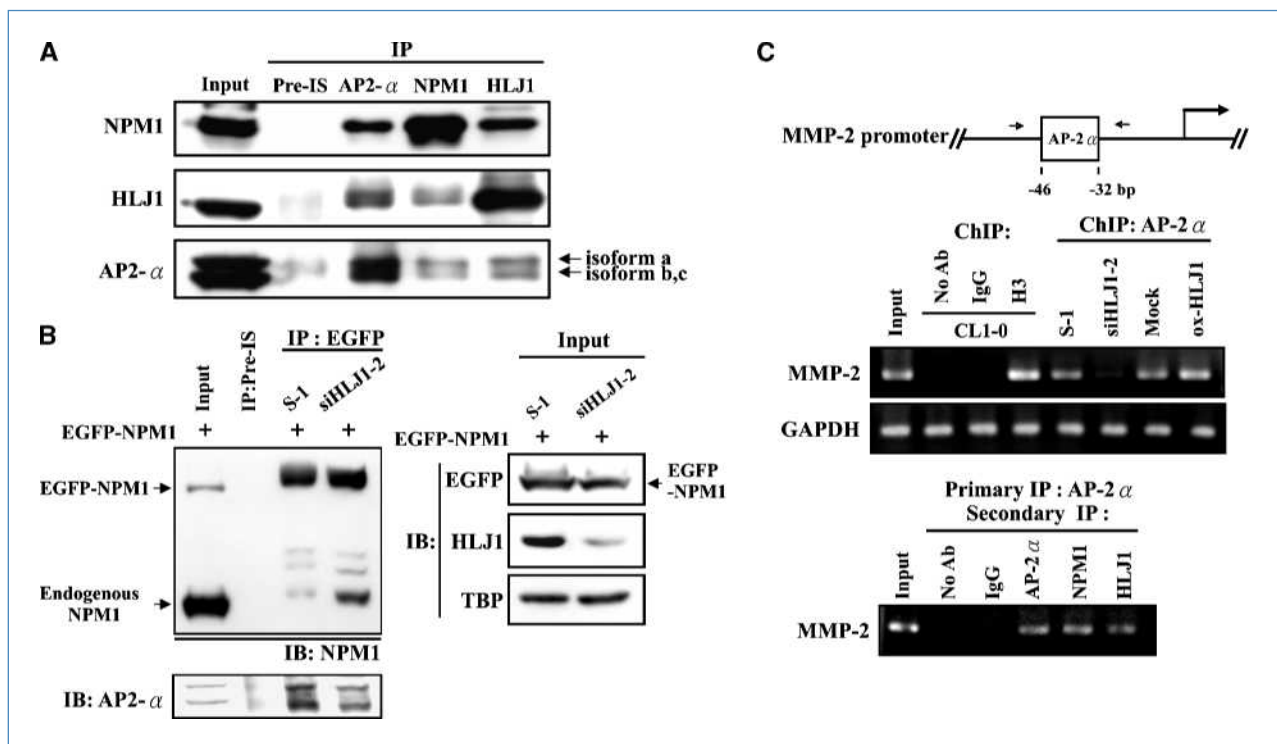 A
IP
Input Pre-IS AP2-α NPM1 HLJ1
NPM1
HLJ1
AP2-α
isoform a
isoform b,c
B
Input
IP:Pre-IS
IP : EGFP
S-1
siHLJ1-2
EGFP-NPM1 + + +
EGFP-NPM1
Endogenous
NPM1
IB: NPM1
IB: AP2-α
Input
S-1
siHLJ1-2
EGFP-NPM1 + +
IB:
EGFP
EGFP
-NPM1
HLJ1
TBP
C
MMP-2 promoter
AP-2 α
-46 -32 bp
ChIP:
ChIP: AP-2 α
Input
No Ab
IgG
H3
CL1-0
S-1
siHLJ1-2
Mock
ox-HLJ1
MMP-2
GAPDH
Primary IP : AP-2 α
Secondary IP :
Input
No Ab
IgG
AP-2 α
NPM1
HLJ1
MMP-2